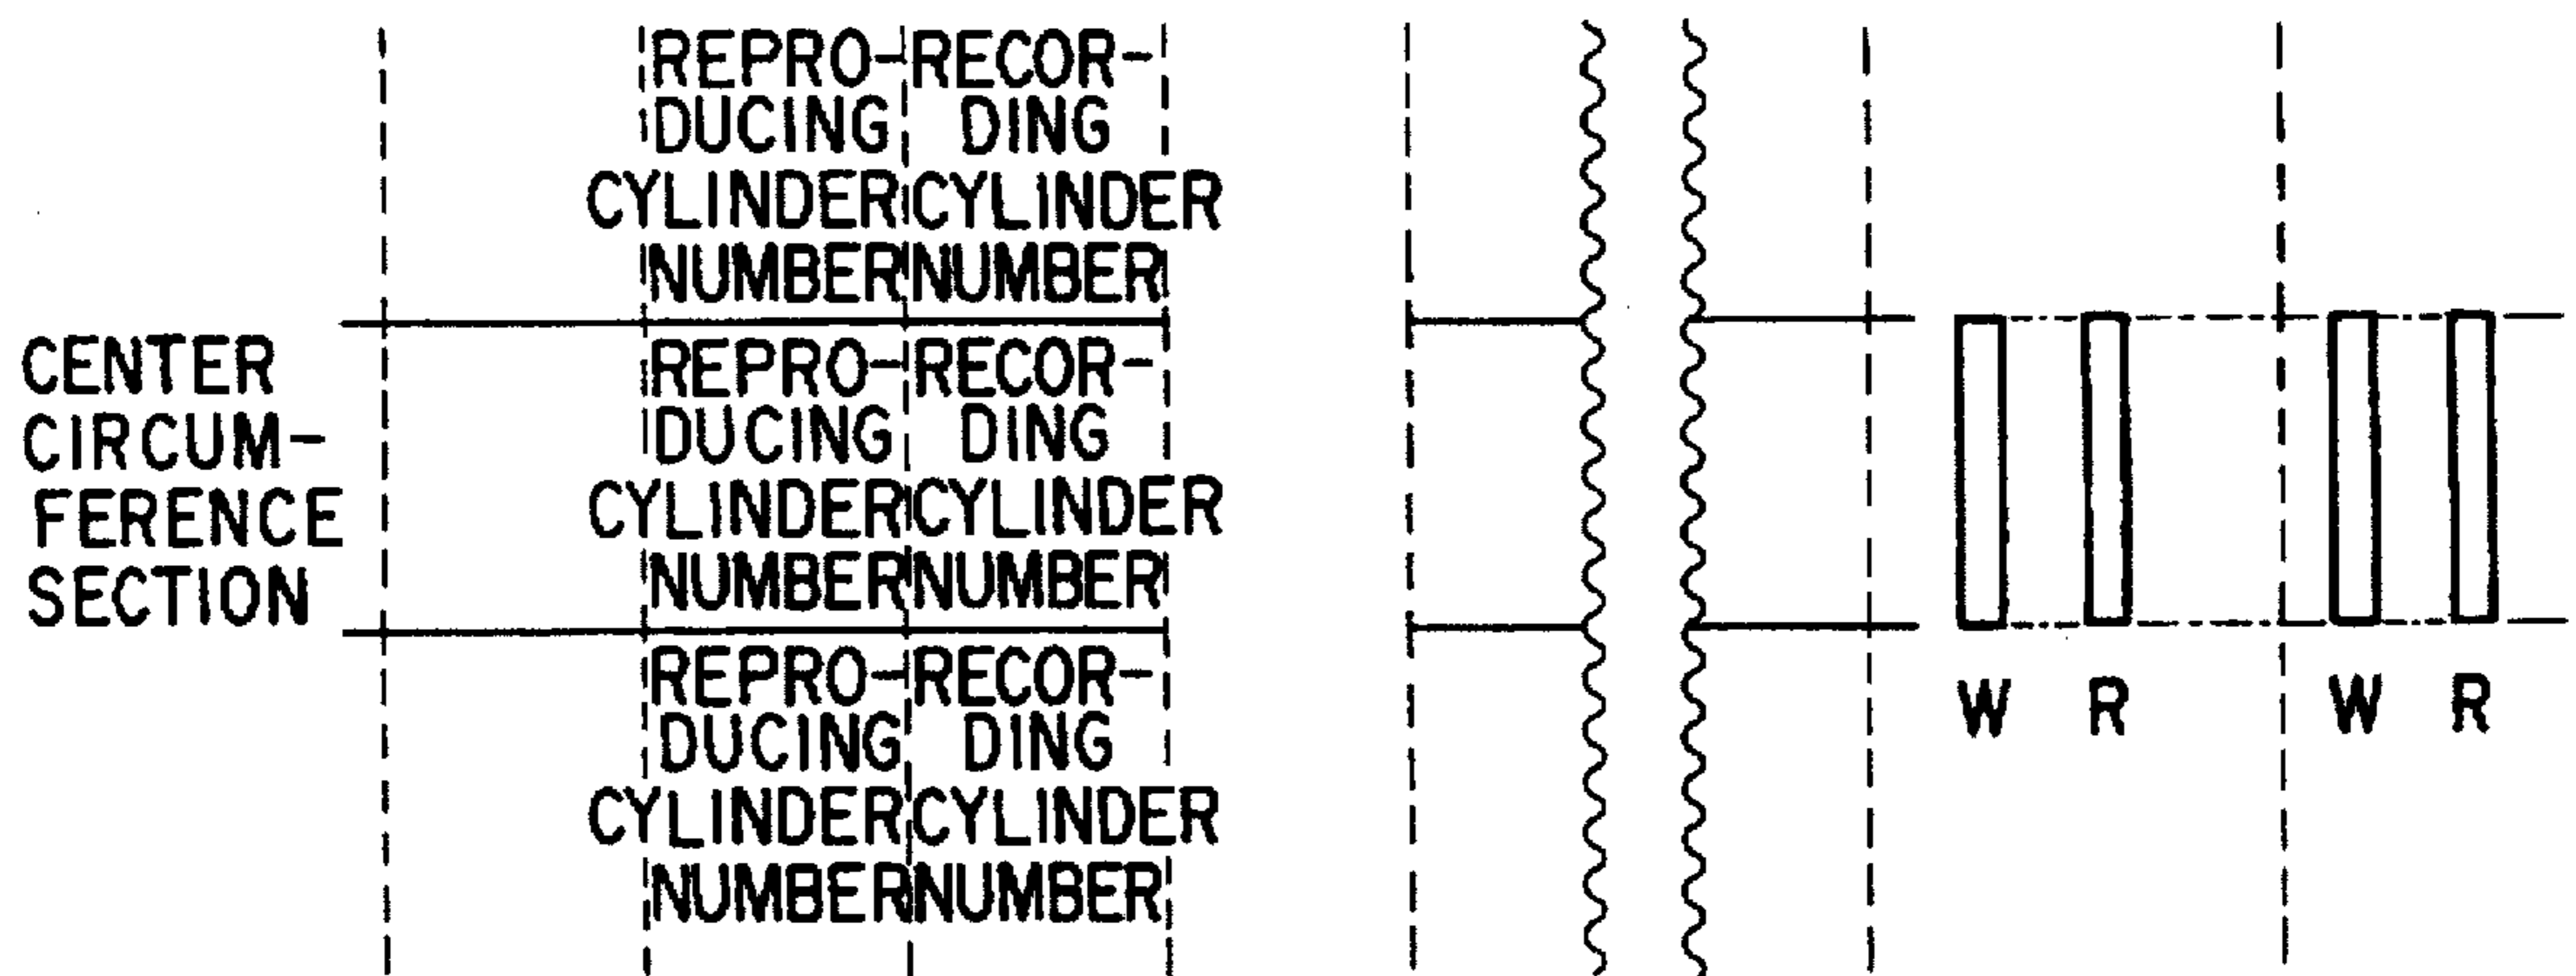 REPRO- RECOR-
DUCING DING
CYLINDER CYLINDER
NUMBER NUMBER
CENTER
CIRCUM-
FERENCE
SECTION
REPRO- RECOR-
DUCING DING
CYLINDER CYLINDER
NUMBER NUMBER
W R W R
REPRO- RECOR-
DUCING DING
CYLINDER CYLINDER
NUMBER NUMBER